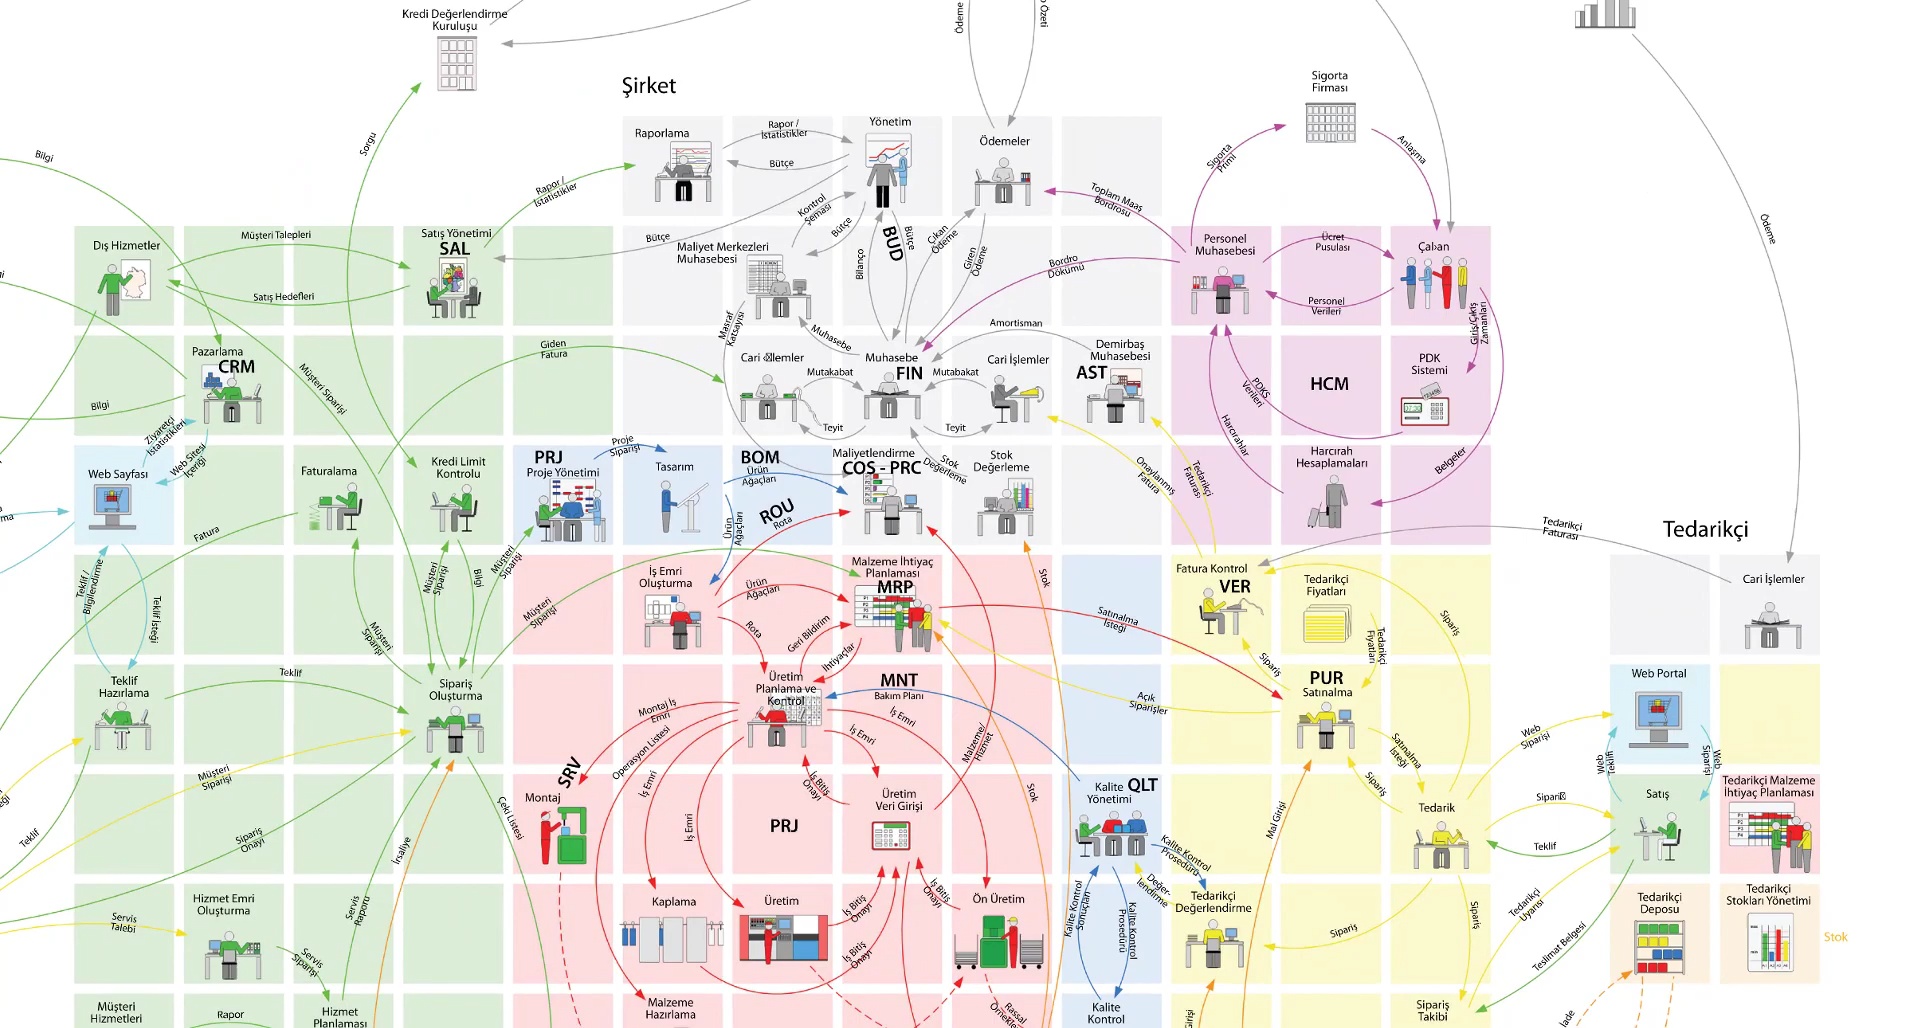 Kredi Değerlendirme
Kuruluşu
Ödeme
Özeti
Şirket
Sigorta
Firması
Sorgu
Bilgi
Raporlama
Rapor /
İstatistikler
Bütçe
Yönetim
Ödemeler
Sigorta
Primi
Anlaşma
Rapor /
İstatistikler
Kontrol
Şeması
Bütçe
Toplam Maaş
Bordrosu
Ödeme
Dış Hizmetler
Müşteri Talepleri
Satış Hedefleri
Satış Yönetimi
SAL
Bütçe
Maliyet Merkezleri
Muhasebesi
Bilanço
BUD
Bütçe
Çıkan
Ödeme
Giren
Ödeme
Bordro
Dökümü
Personel
Muhasebesi
Ücret
Pusulası
Personel
Verileri
Çaban
Giriş/Çıkış
Zamanları
Pazarlama
CRM
Müşteri Siparişi
Giden
Fatura
Masraf
Katsayısı
Muhasebe
Amortisman
Cari İşlemler
Mutakabat
Muhasebe
FIN
Mutabakat
Cari İşlemler
Demirbaş
Muhasebesi
AST
PDKS
Verileri
HCM
PDK
Sistemi
Bilgi
Teyit
Teyit
Ziyaretçi
İstatistikleri
Web Sitesi
İçeriği
Web Sayfası
Faturalama
Kredi Limit
Kontrolu
PRJ
Proje Yönetimi
Proje
Siparişi
Tasarım
BOM
Ürün
Ağaçları
Maliyetlendirme
COS - PRC
Stok
Değerleme
Stok
Değerleme
Onaylanmış
Fatura
Tedarikçi
Faturası
Harcırahlar
Harcırah
Hesaplamaları
Belgeler
Fatura
ROU
Rota
Ürün
Ağaçları
Tedarikçi
Faturası
Tedarikçi
Teklif /
Bilgilendirme
Teklif İsteği
Müşteri
Siparişi
Bilgi
Müşteri
Siparişi
Müşteri
Siparişi
Müşteri
Siparişi
İş Emri
Oluşturma
Ürün
Ağaçları
Malzeme İhtiyaç
Planlaması
MRP
Stok
Satınalma
İsteği
Fatura Kontrol
VER
Tedarikçi
Fiyatları
Tedarikçi
Fiyatları
Sipariş
Cari İşlemler
Rota
Geri Bildirim
İhtiyaçlar
Sipariş
Teklif
Hazırlama
Teklif
Sipariş
Oluşturma
Üretim
Planlama ve
Kontrol
MNT
Bakım Planı
Açık
Siparişler
PUR
Satınalma
Web Portal
Montaj İş
Emri
Operasyon Listesi
İş Emri
İş Emri
Malzeme/
Hizmet
Satınalma
İsteği
Web
Siparişi
Web
Teklifi
Web
Siparişi
Müşteri
Siparişi
SRV
Montaj
İş Emri
İş Bitiş
Onayı
Üretim
Veri Girişi
Stok
Kalite
Yönetimi
QLT
Sipariş
Tedarik
Satış
Tedarikçi Malzeme
İhtiyaç Planlaması
Teklif
Sipariş
Onayı
Çeki Listesi
İrsaliye
İş Emri
PRJ
Kalite Kontrol
Prosedürü
Mal Girişi
Teklif
Hizmet Emri
Oluşturma
Servis
Talebi
Servis
Siparişi
Servis
Raporu
Kaplama
Üretim
İş Bitiş
Onayı
İş Bitiş
Onayı
İş Bitiş
Onayı
Ön Üretim
Kalite Kontrol
Sonuçları
Kalite Kontrol
Prosedürü
Değer-
lendirme
Tedarikçi
Değerlendirme
Sipariş
Sipariş
Tedarikçi
Uyarısı
Teslimat Belgesi
Tedarikçi
Deposu
Tedarikçi
Stokları Yönetimi
Stok
Müşteri
Hizmetleri
Rapor
Hizmet
Planlaması
Malzeme
Hazırlama
Rassal
Kalite
Kontrol
Girişi
Sipariş
Takibi
İade